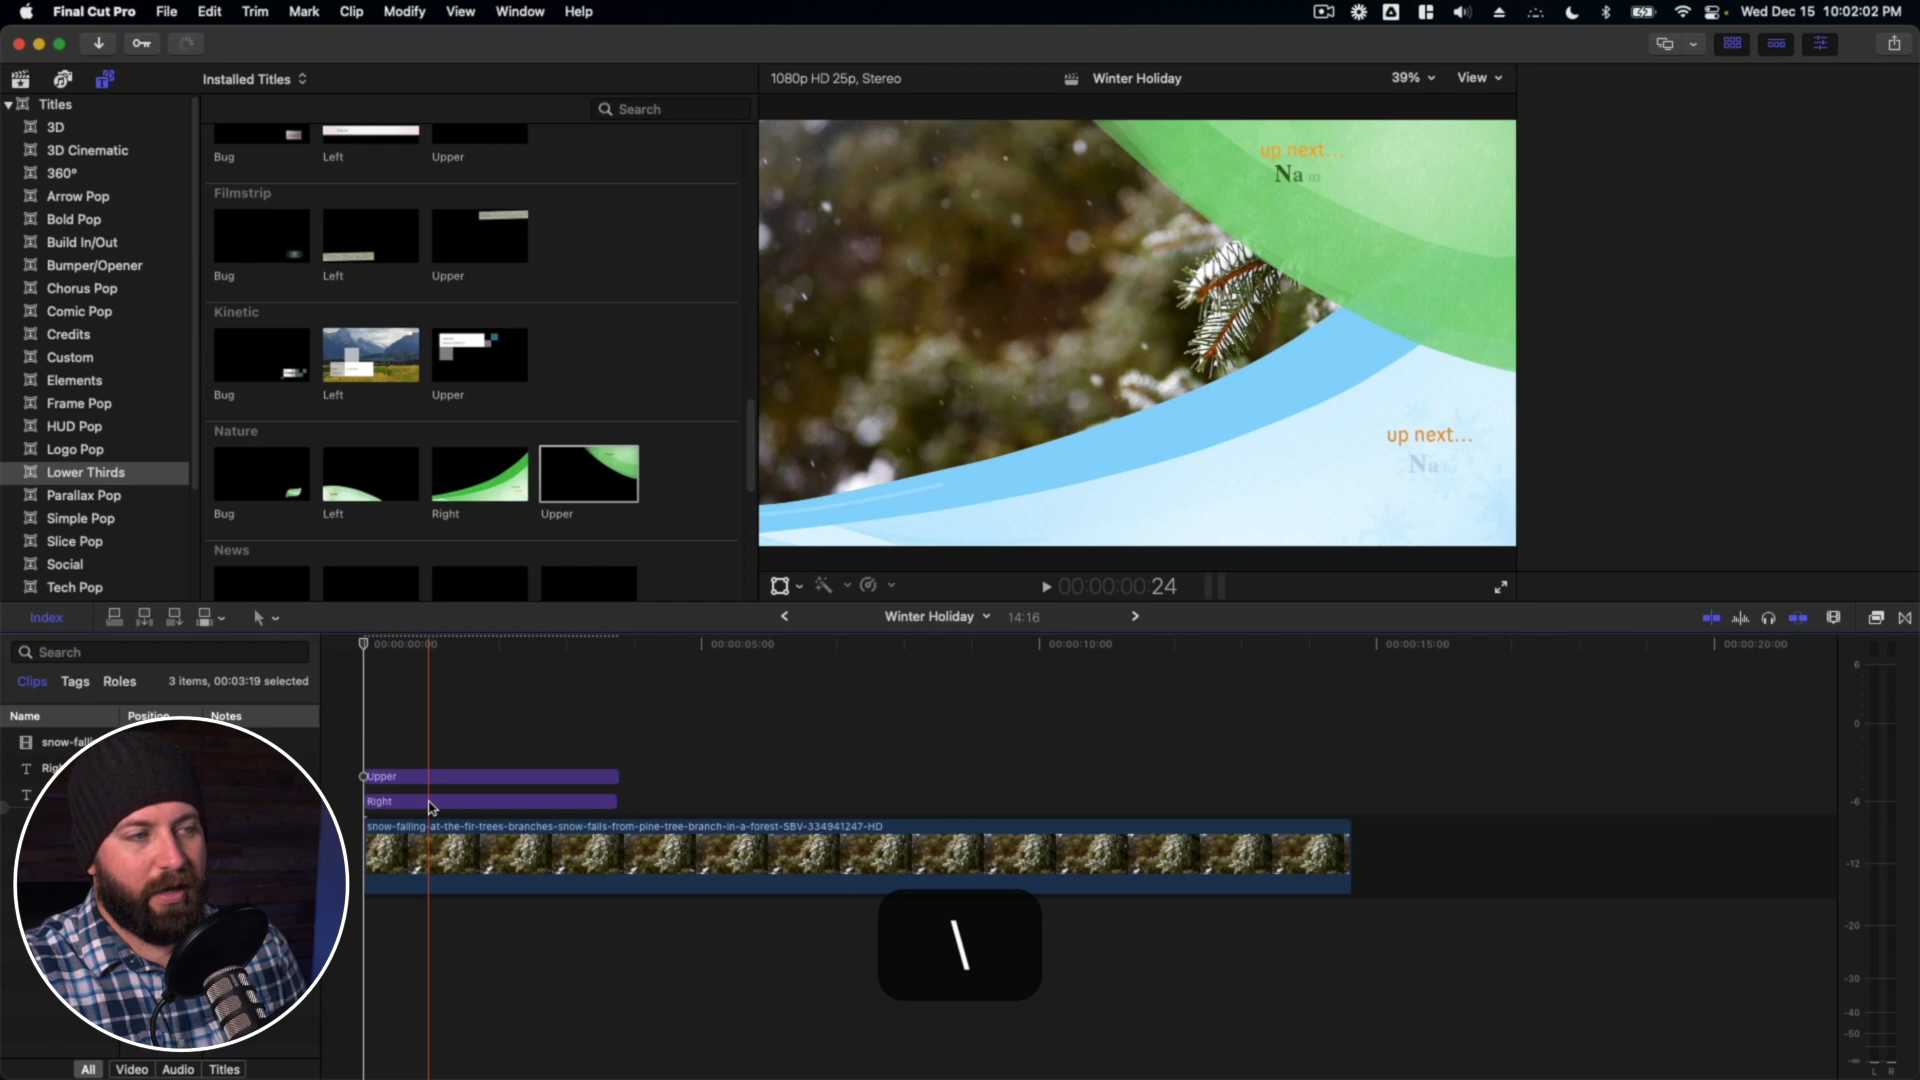 Final Cut Pro File Edit Trim Mark Clip Modify View Window Help Wed Dec 15 10:02:02 PM
Installed Titles
1080p HD 25p, Stereo Winter Holiday 39% View
Search
Titles
3D
3D Cinematic
360°
Arrow Pop
Bold Pop
Build In/Out
Bumper/Opener
Chorus Pop
Comic Pop
Credits
Custom
Elements
Frame Pop
HUD Pop
Logo Pop
Lower Thirds
Parallax Pop
Simple Pop
Slice Pop
Social
Tech Pop
Bug Left Upper
Filmstrip
Bug Left Upper
Kinetic
Bug Left Upper
Nature
Bug Left Right Upper
News
up next...
Nam
up next...
Na
00:00:00:24
Index Winter Holiday 14:16
Search
Clips Tags Roles 3 items, 00:03:19 selected
Name Position Notes
snow-falli
Rig
00:00:00:00 00:00:05:00 00:00:10:00 00:00:15:00 00:00:20:00
Upper
Right
snow-falling-at-the-fir-trees-branches-snow-falls-from-pine-tree-branch-in-a-forest-SBV-334941247-HD
\
6
0
-6
-12
-20
-30
-40
-50
-∞
L R
All Video Audio Titles